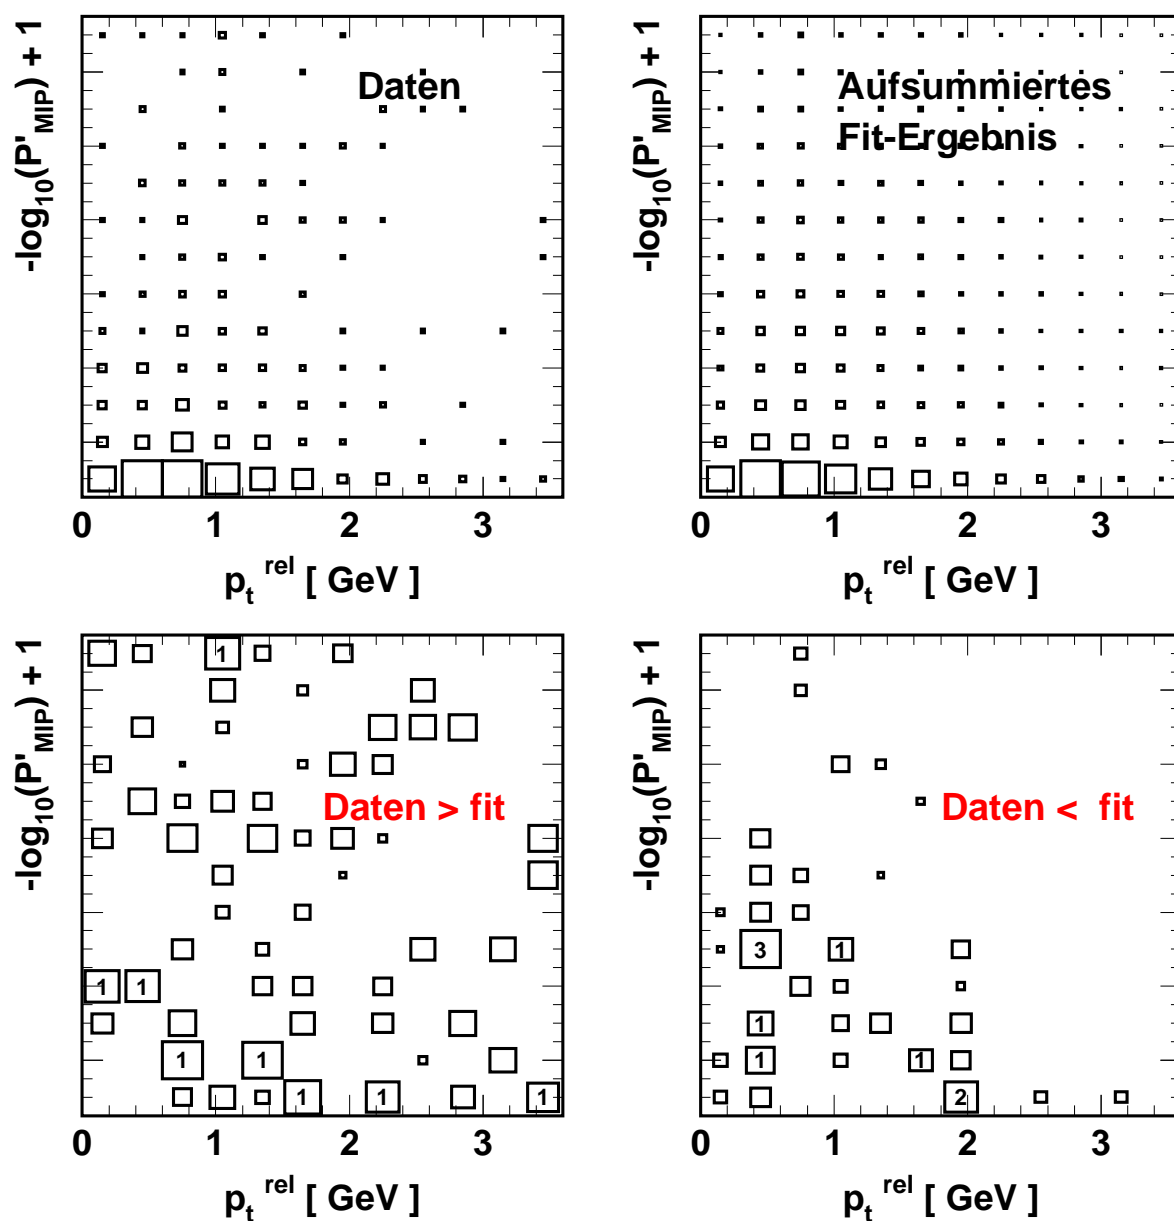 -log10(P'MIP) + 1
Daten
0 1 2 3
pt rel [ GeV ]
-log10(P'MIP) + 1
Aufsummiertes
Fit-Ergebnis
0 1 2 3
pt rel [ GeV ]
-log10(P'MIP) + 1
1
Daten > fit
1 1
1 1
1 1 1
0 1 2 3
pt rel [ GeV ]
-log10(P'MIP) + 1
Daten < fit
3 1
1
1 1
2
0 1 2 3
pt rel [ GeV ]